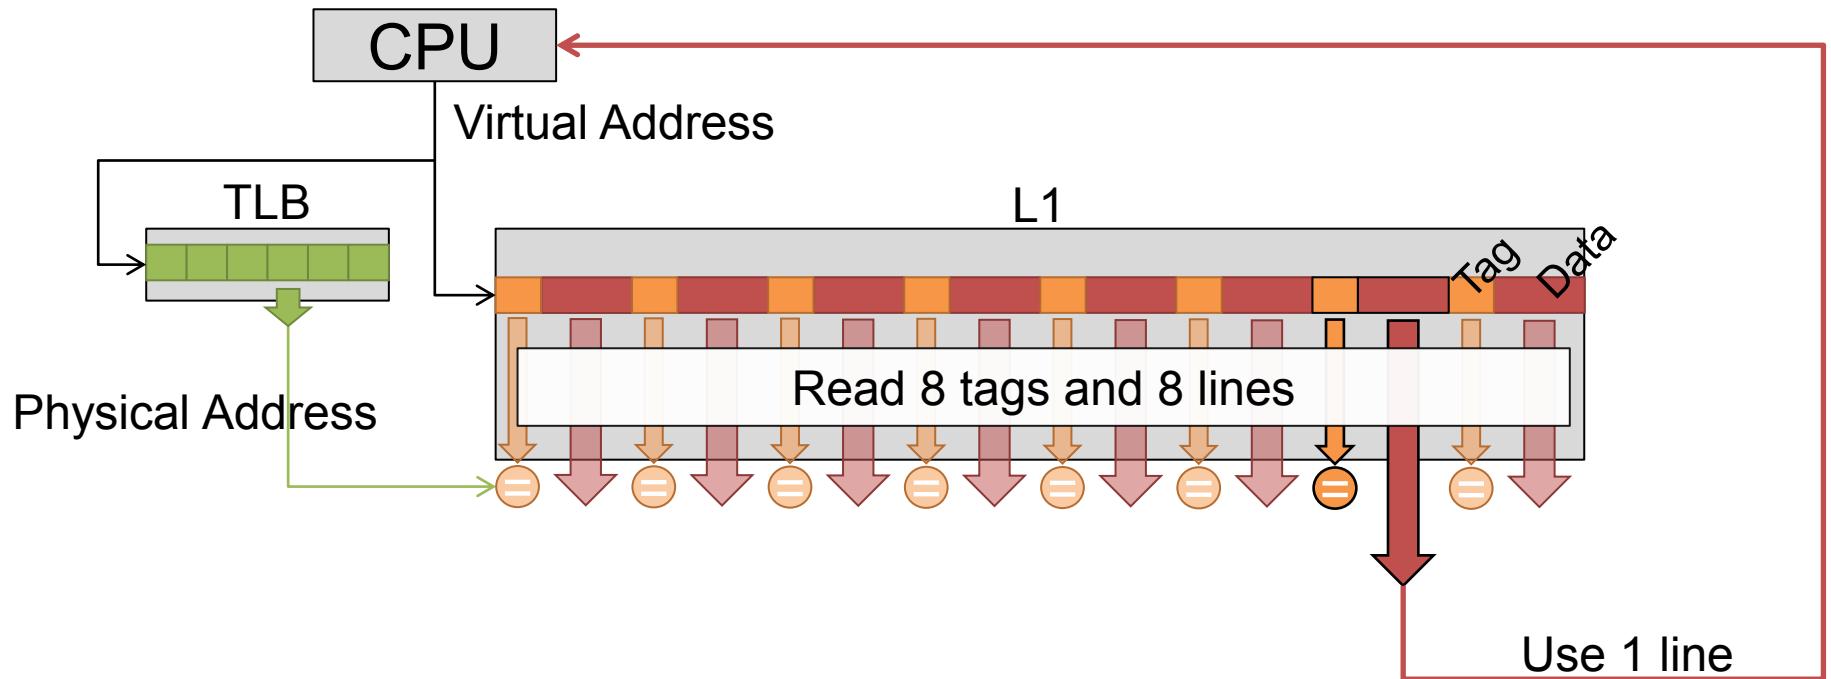 CPU
Virtual Address
TLB
L1
Tag
Data
Read 8 tags and 8 lines
Physical Address
Use 1 line